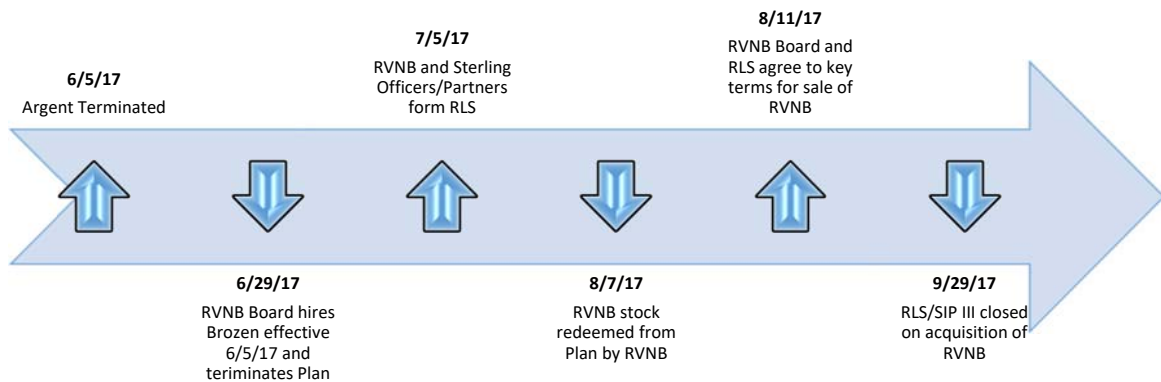 6/5/17
Argent Terminated
6/29/17
RVNB Board hires
Brozen effective
6/5/17 and
teriminates Plan
7/5/17
RVNB and Sterling
Officers/Partners
form RLS
8/7/17
RVNB stock
redeemed from
Plan by RVNB
8/11/17
RVNB Board and
RLS agree to key
terms for sale of
RVNB
9/29/17
RLS/SIP III closed
on acquisition of
RVNB